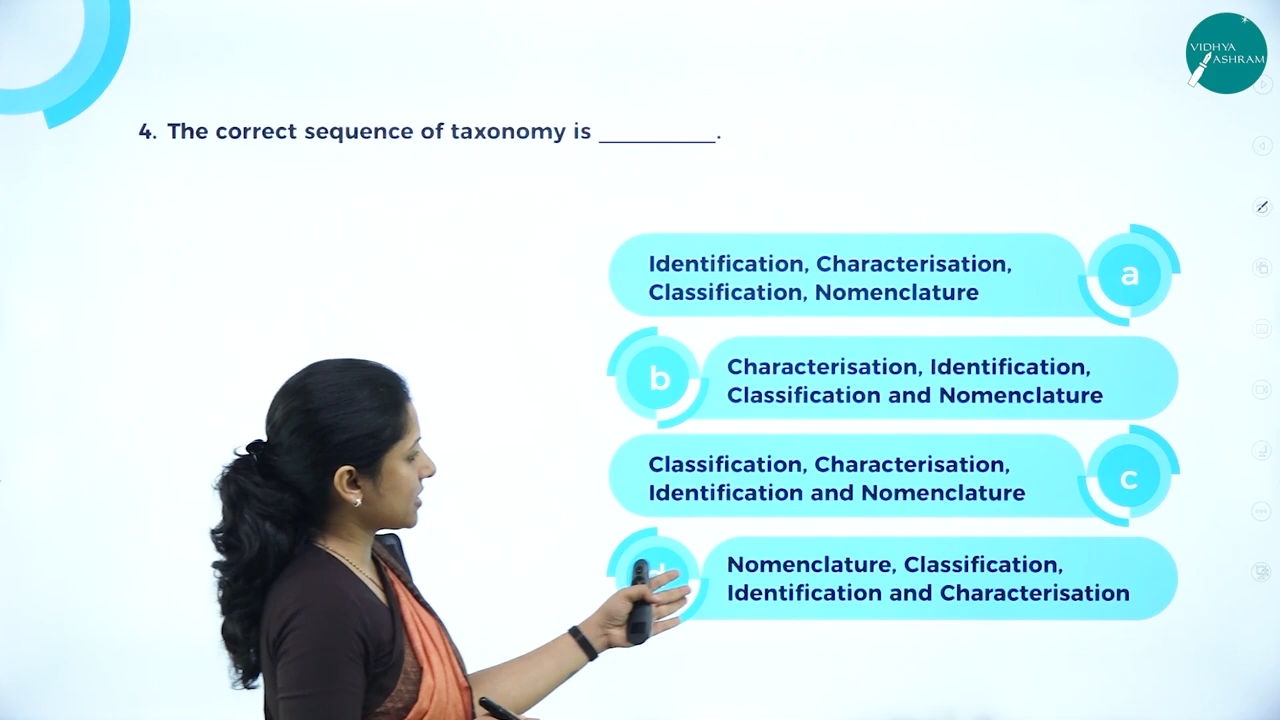 VIDHYA
ASHRAM
4. The correct sequence of taxonomy is __________.
Identification, Characterisation,
Classification, Nomenclature
a
b
Characterisation, Identification,
Classification and Nomenclature
Classification, Characterisation,
Identification and Nomenclature
c
Nomenclature, Classification,
Identification and Characterisation